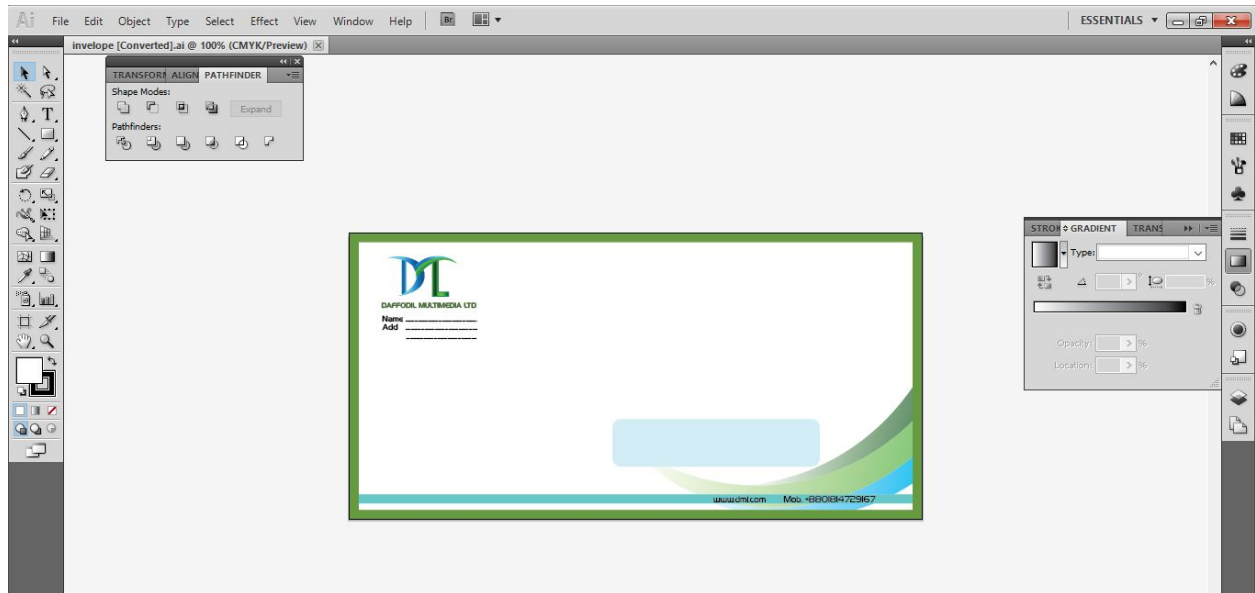 Ai File Edit Object Type Select Effect View Window Help Br ESSENTIALS
invelope [Converted].ai @ 100% (CMYK/Preview)
TRANSFORM ALIGN PATHFINDER
Shape Modes:
Expand
Pathfinders:
STROK GRADIENT TRANS
Type:
°
%
Opacity: %
Location: %
DML
DAFFODIL MULTIMEDIA LTD
Name
Add
www.dml.com Mob. +8801814729167